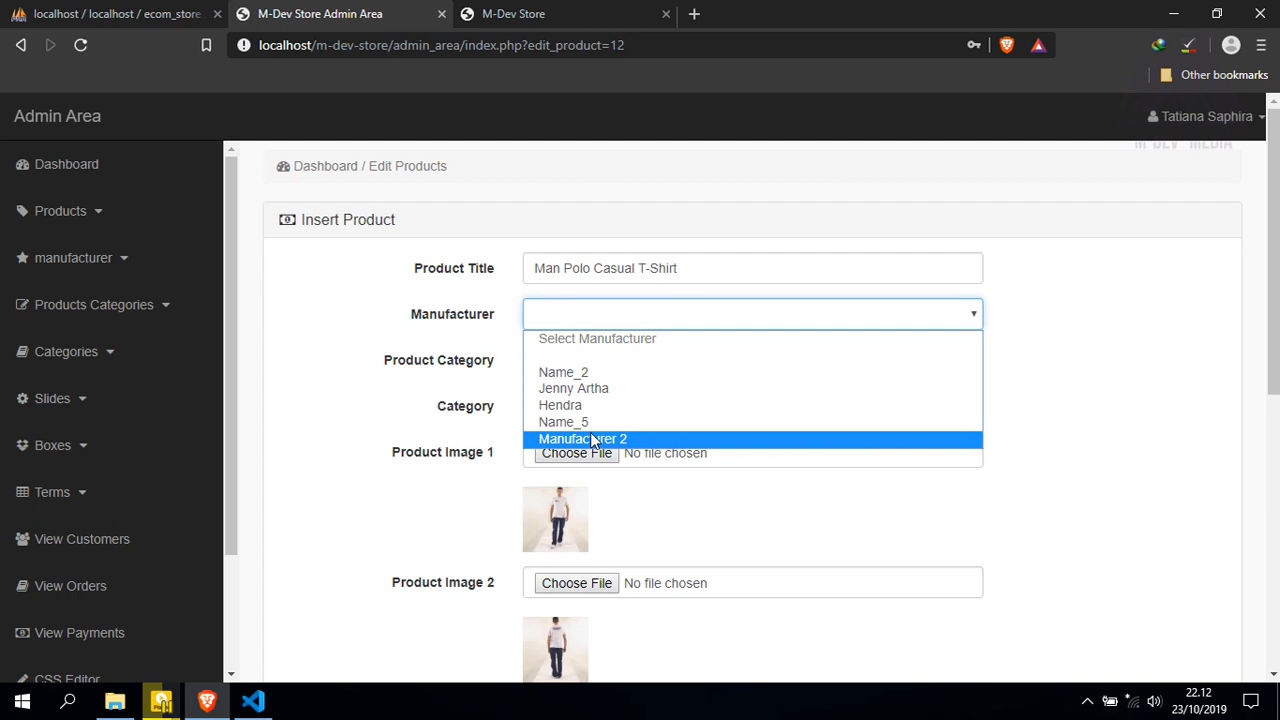 localhost / localhost / ecom_store
M-Dev Store Admin Area
M-Dev Store
localhost/m-dev-store/admin_area/index.php?edit_product=12
Other bookmarks
Admin Area
Tatiana Saphira
M-DEV MEDIA
Dashboard
Products
manufacturer
Products Categories
Categories
Slides
Boxes
Terms
View Customers
View Orders
View Payments
CSS Editor
Dashboard / Edit Products
Insert Product
Product Title
Man Polo Casual T-Shirt
Manufacturer
Select Manufacturer
Name_2
Jenny Artha
Hendra
Name_5
Manufacturer 2
Product Category
Category
Product Image 1
Choose File No file chosen
Product Image 2
Choose File No file chosen
22.12
23/10/2019